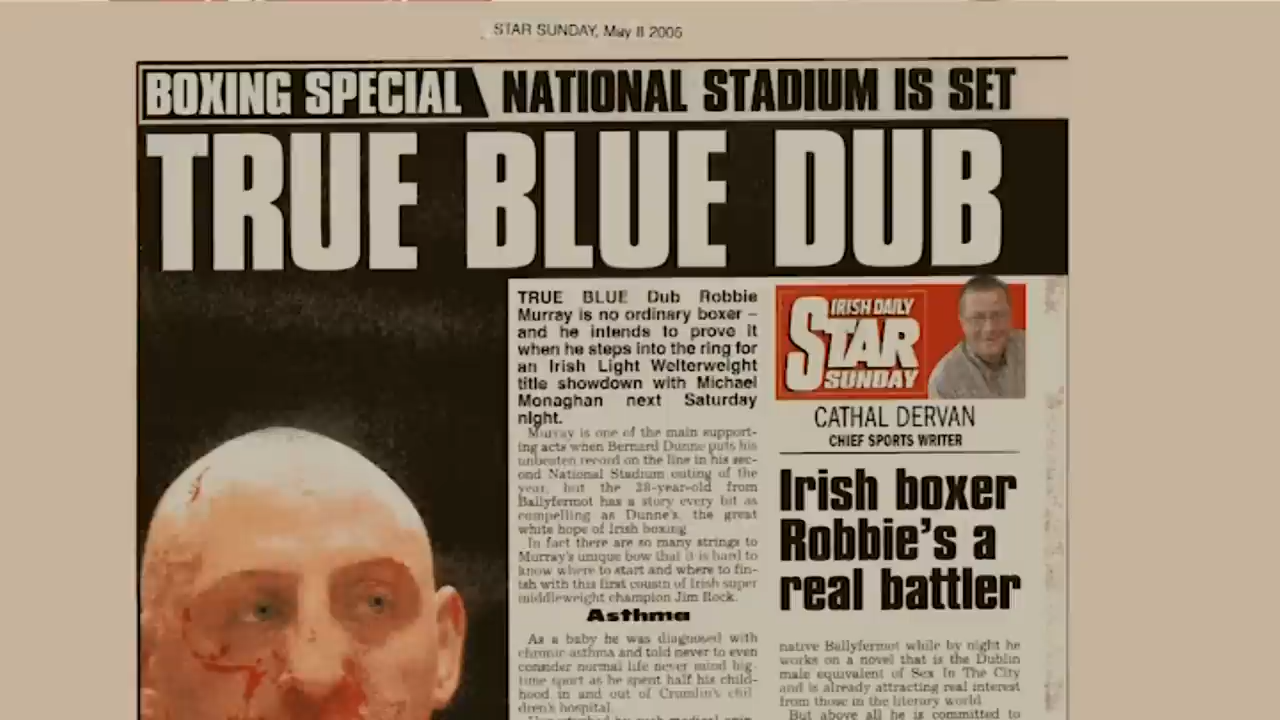 STAR SUNDAY, May 8 2005
BOXING SPECIAL NATIONAL STADIUM IS SET
TRUE BLUE DUB
TRUE BLUE Dub Robbie
Murray is no ordinary boxer –
and he intends to prove it
when he steps into the ring for
an Irish Light Welterweight
title showdown with Michael
Monaghan next Saturday
night.
Murray is one of the main support-
ing acts when Bernard Dunne puts his
unbeaten record on the line in his sec-
ond National Stadium outing of the
year, but the 28-year-old from
Ballyfermot has a story every bit as
compelling as Dunne's, the great
white hope of Irish boxing.
In fact there are so many strings to
Murray's unique bow that it is hard to
know where to start and where to fin-
ish with this first cousin of Irish super
middleweight champion Jim Rock.
Asthma
As a baby he was diagnosed with
chronic asthma and told never to even
consider normal life never mind big-
time sport as he spent half his child-
hood in and out of Crumlin's chil-
dren's hospital.
IRISH DAILY
STAR
SUNDAY
CATHAL DERVAN
CHIEF SPORTS WRITER
Irish boxer
Robbie's a
real battler
native Ballyfermot while by night he
works on a novel that is the Dublin
male equivalent of Sex In The City
and is already attracting real interest
from those in the literary world.
But above all he is committed to